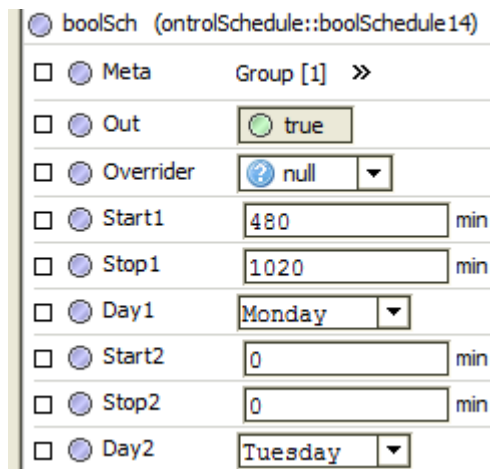 boolSch (ontrolSchedule::boolSchedule14)
Meta Group [1] »
Out true
Overrider ? null
Start1 480 min
Stop1 1020 min
Day1 Monday
Start2 0 min
Stop2 0 min
Day2 Tuesday